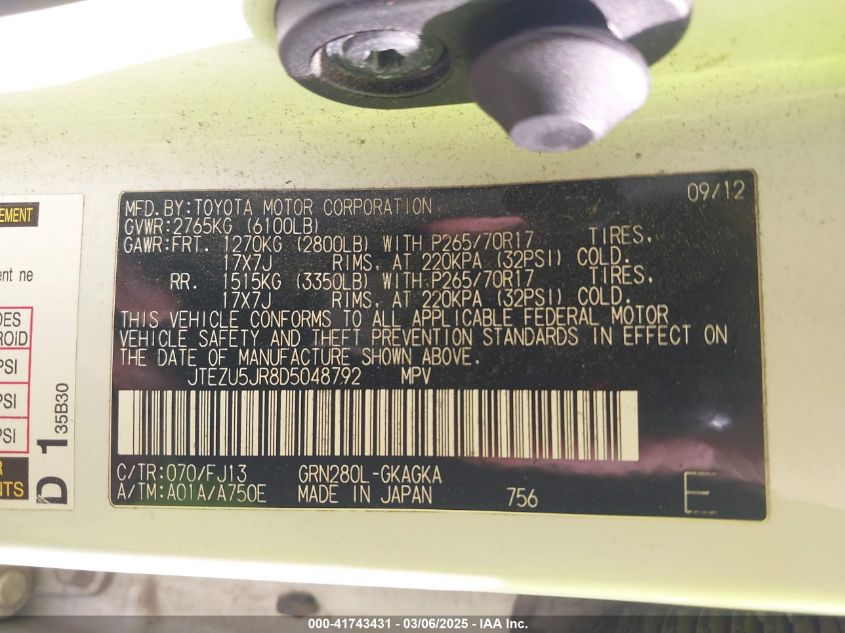 09/12
MFD. BY: TOYOTA MOTOR CORPORATION
GVWR: 2765KG (6100LB)
GAWR: FRT. 1270KG (2800LB) WITH P265/70R17 TIRES,
17X7J RIMS, AT 220KPA (32PSI) COLD.
RR. 1515KG (3350LB) WITH P265/70R17 TIRES,
17X7J RIMS, AT 220KPA (32PSI) COLD.
THIS VEHICLE CONFORMS TO ALL APPLICABLE FEDERAL MOTOR
VEHICLE SAFETY AND THEFT PREVENTION STANDARDS IN EFFECT ON
THE DATE OF MANUFACTURE SHOWN ABOVE.
JTEZU5JR8D5048792 MPV
C/TR: 070/FJ13 GRN280L-GKAGKA
A/TM: A01A/A750E MADE IN JAPAN 756 E
ent ne
PSI
PSI
PSI
NTS
D 1 35B30
000-41743431 - 03/06/2025 - IAA Inc.